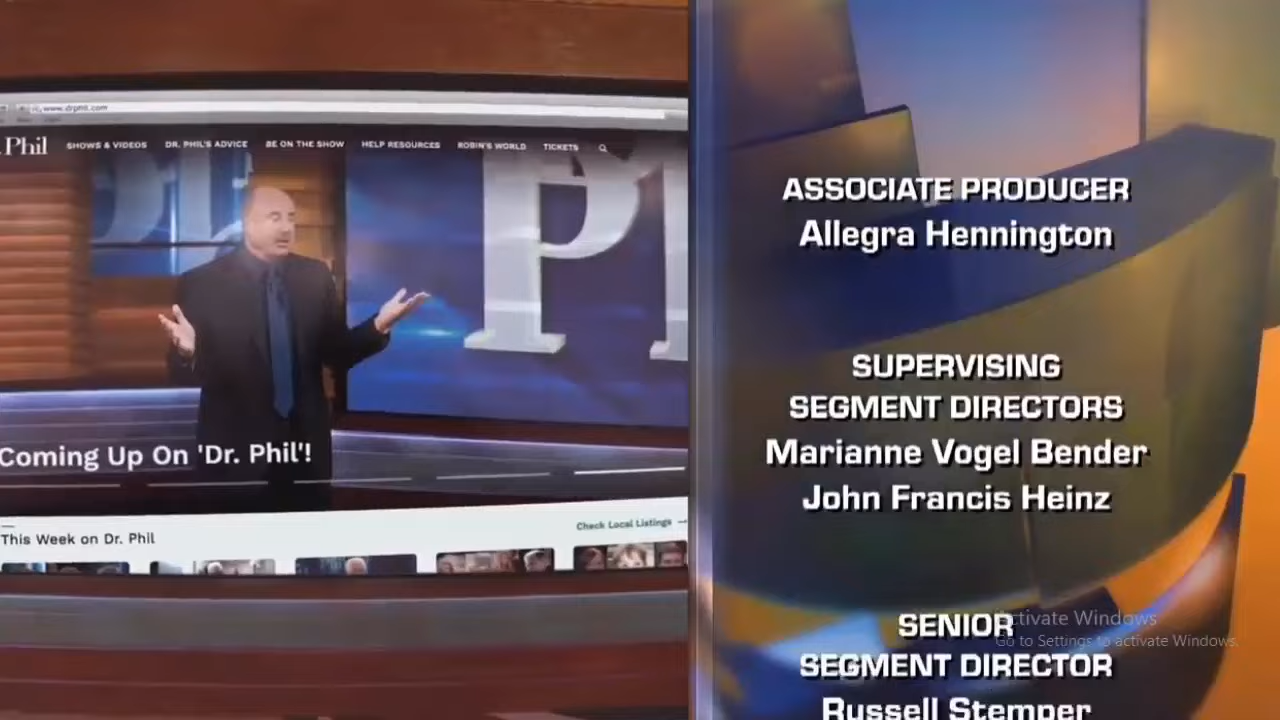 www.drphil.com
. Phil SHOWS & VIDEOS DR. PHIL'S ADVICE BE ON THE SHOW HELP RESOURCES ROBIN'S WORLD TICKETS
Coming Up On 'Dr. Phil'!
This Week on Dr. Phil
Check Local Listings
ASSOCIATE PRODUCER
Allegra Hennington
SUPERVISING
SEGMENT DIRECTORS
Marianne Vogel Bender
John Francis Heinz
SENIOR
SEGMENT DIRECTOR
Russell Stemper
Activate Windows
Go to Settings to activate Windows.